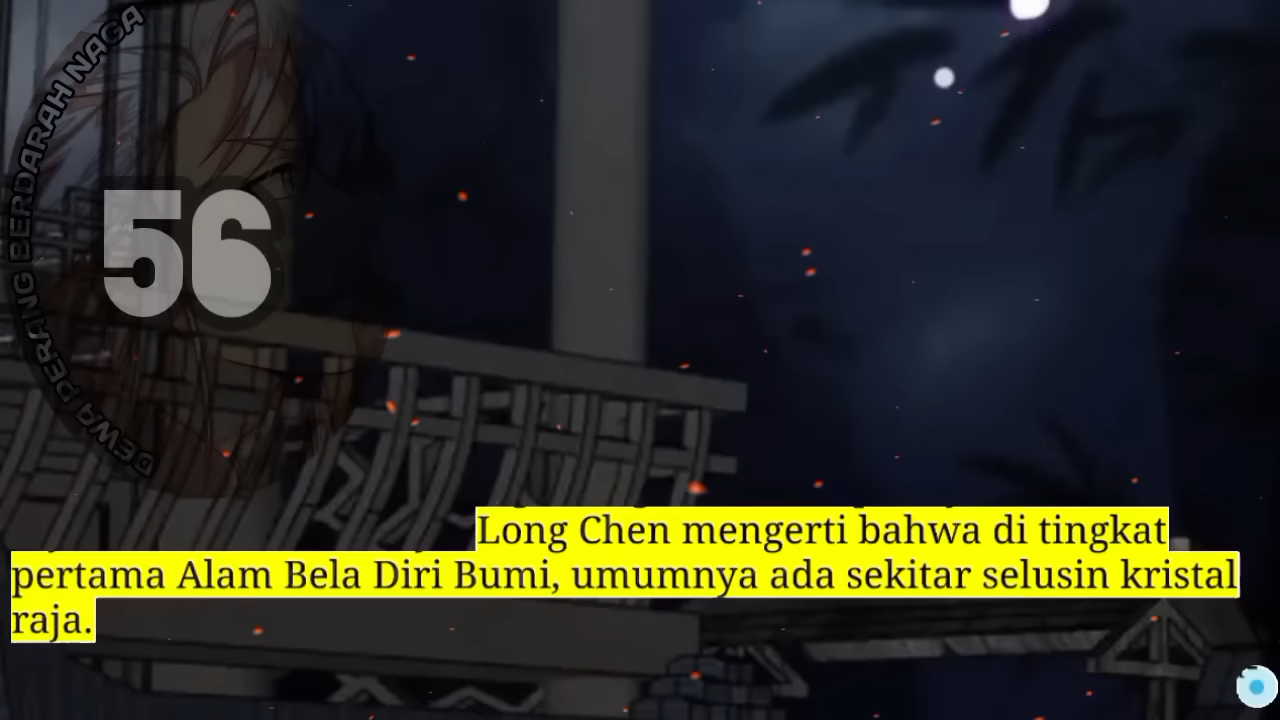 DEWA PERANG BERDARAH NAGA
56
Long Chen mengerti bahwa di tingkat
pertama Alam Bela Diri Bumi, umumnya ada sekitar selusin kristal
raja.